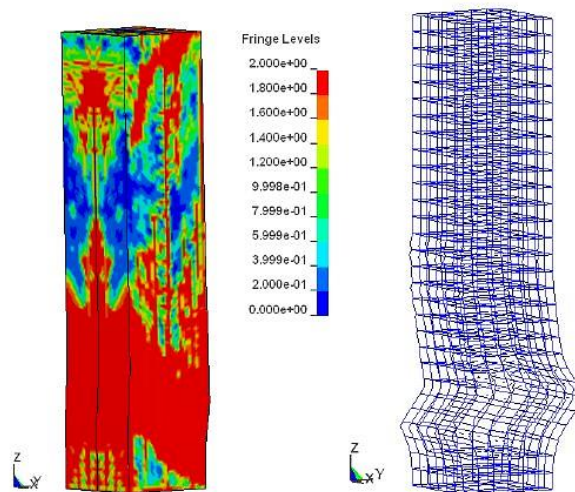 Fringe Levels
2.000e+00
1.800e+00
1.600e+00
1.400e+00
1.200e+00
9.998e-01
7.999e-01
5.999e-01
3.999e-01
2.000e-01
0.000e+00
Z
X
Y
Z
X
Y